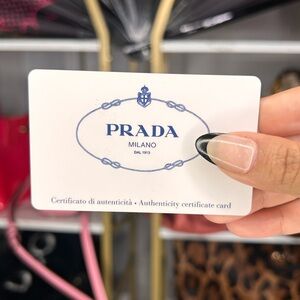 PRADA
MILANO
DAL 1913
Certificato di autenticità • Authenticity certificate card